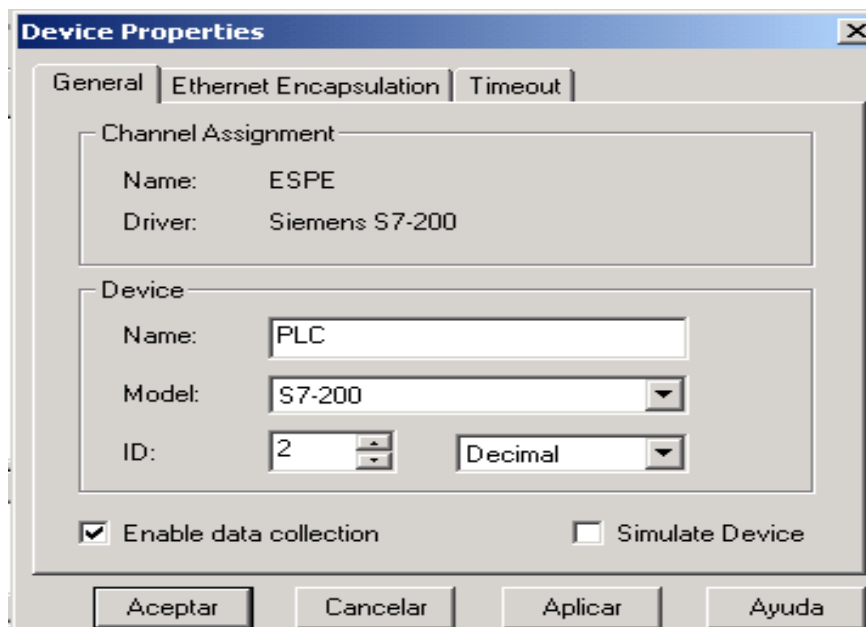 Device Properties
General Ethernet Encapsulation Timeout
Channel Assignment
Name: ESPE
Driver: Siemens S7-200
Device
Name: PLC
Model: S7-200
ID: 2 Decimal
Enable data collection Simulate Device
Aceptar Cancelar Aplicar Ayuda